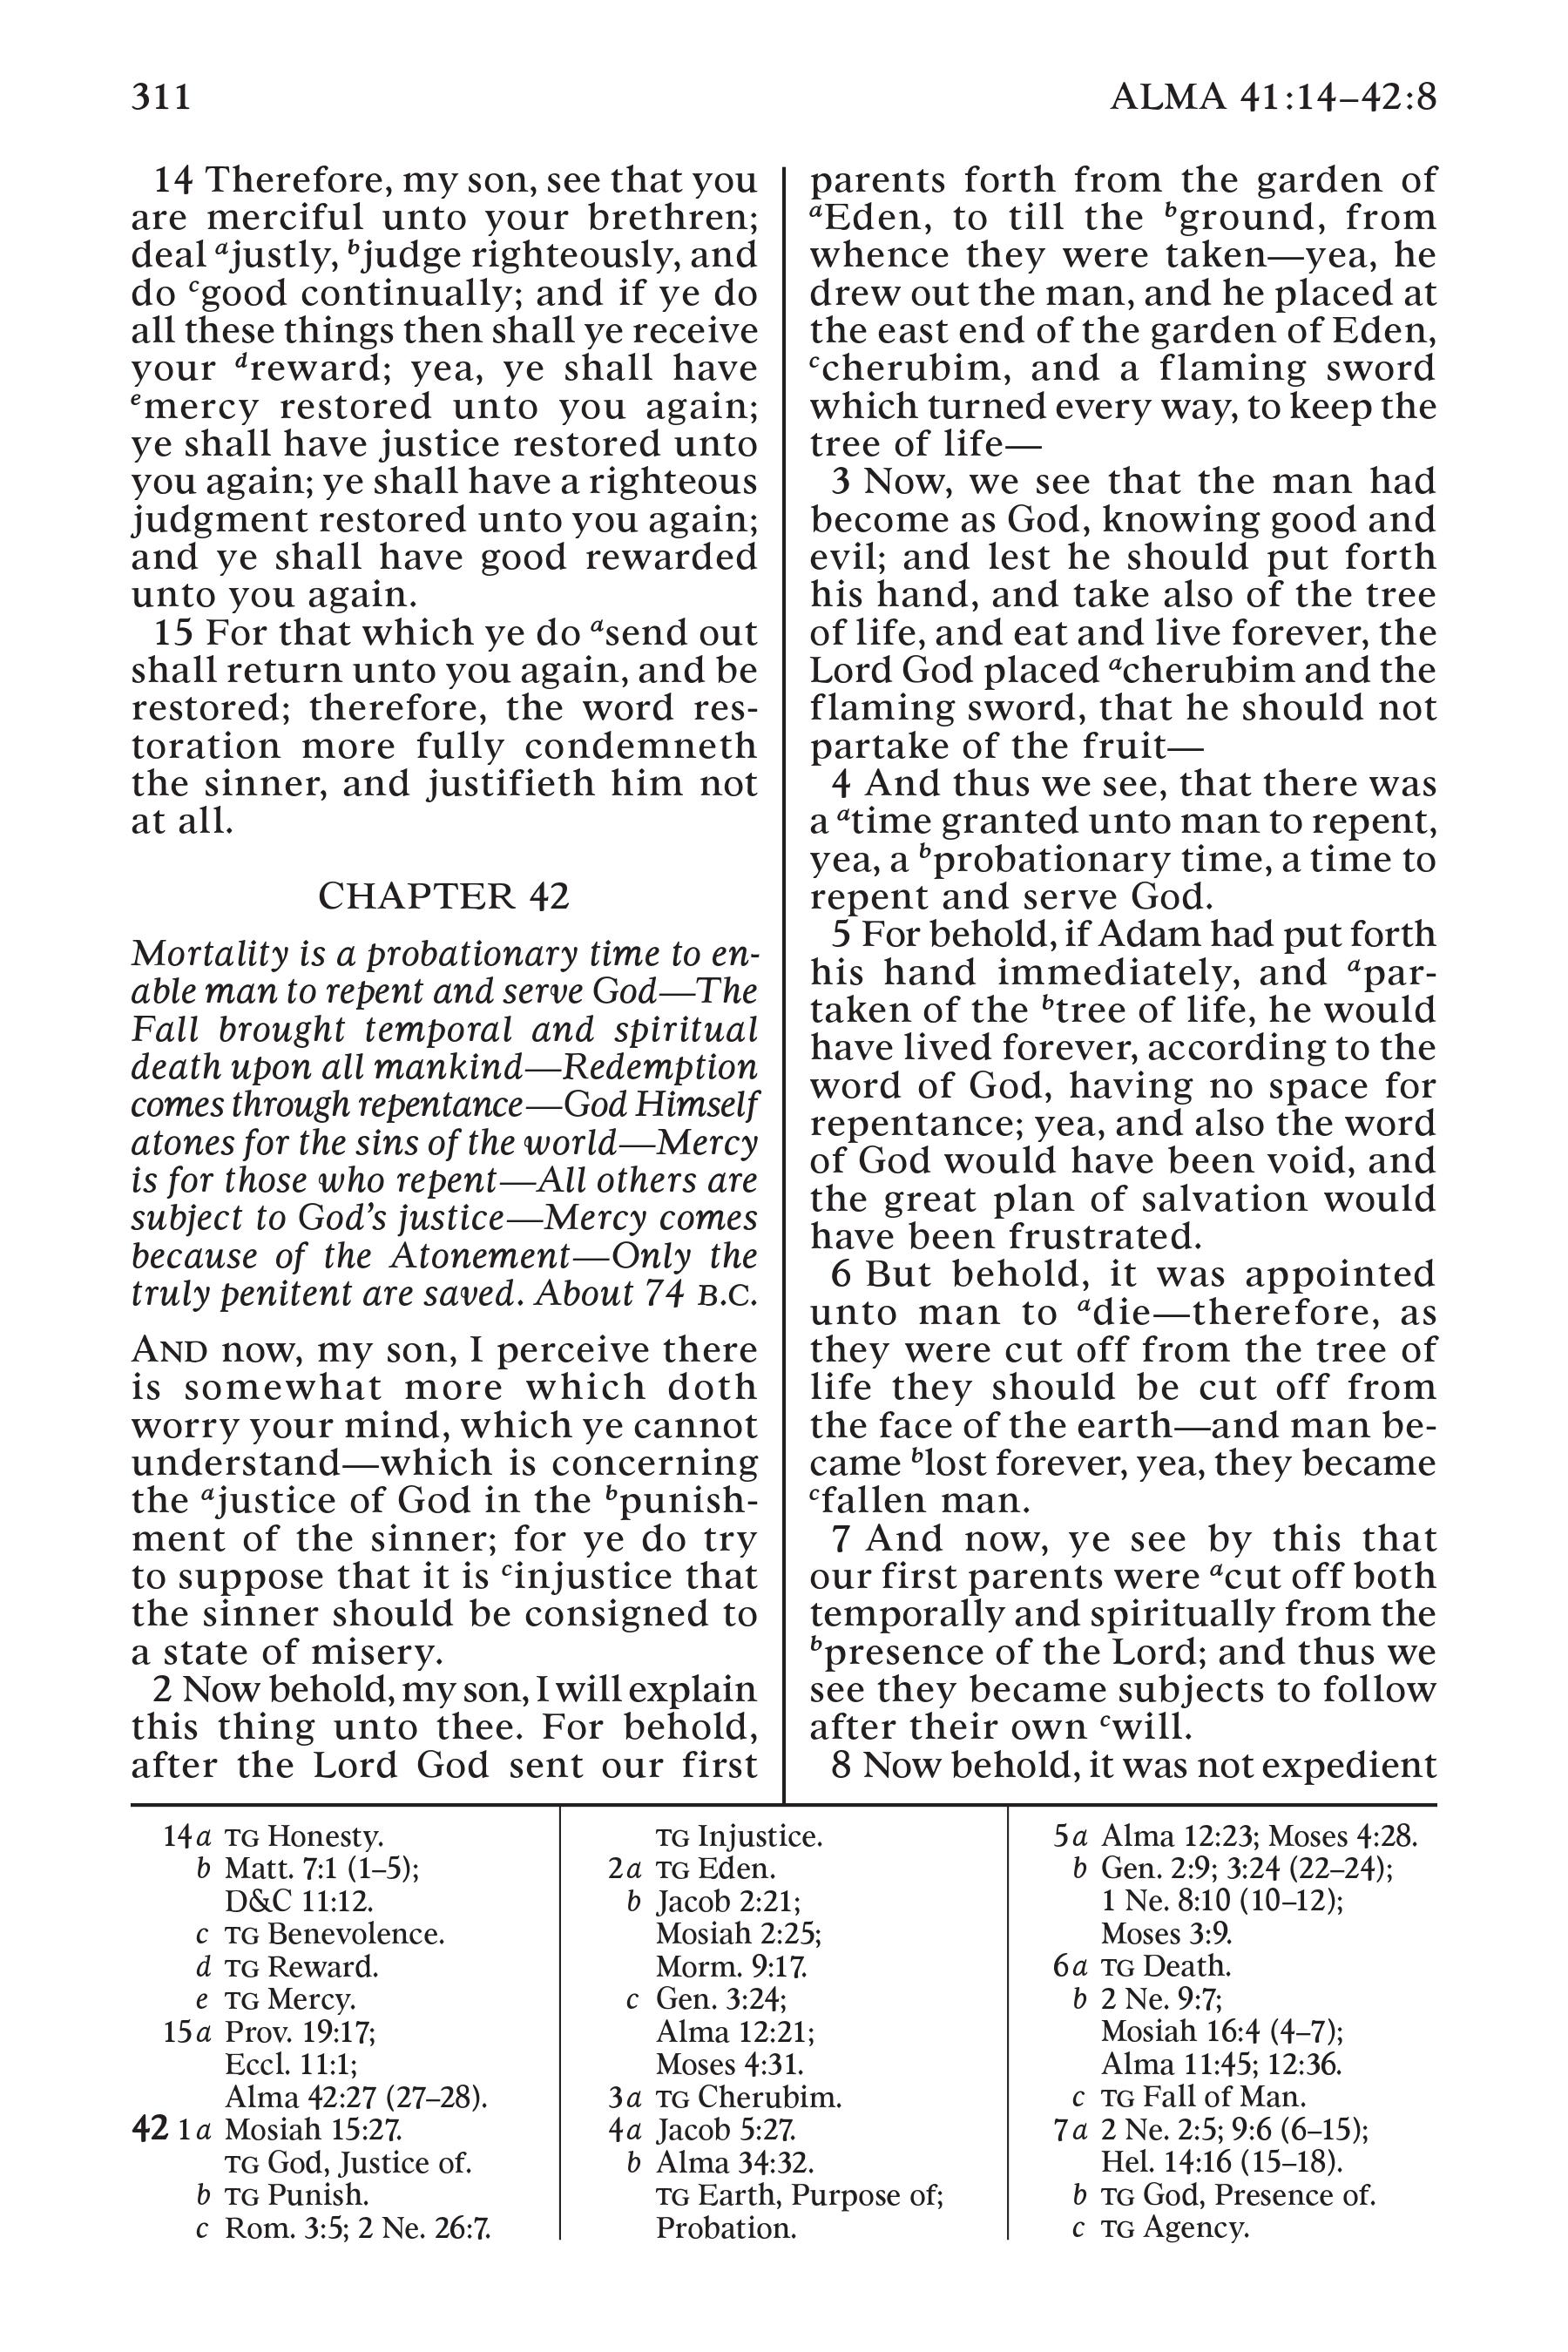 311
ALMA 41:14–42:8
14 Therefore, my son, see that you
are merciful unto your brethren;
deal ajustly, bjudge righteously, and
do cgood continually; and if ye do
all these things then shall ye receive
your dreward; yea, ye shall have
emercy restored unto you again;
ye shall have justice restored unto
you again; ye shall have a righteous
judgment restored unto you again;
and ye shall have good rewarded
unto you again.
15 For that which ye do asend out
shall return unto you again, and be
restored; therefore, the word res-
toration more fully condemneth
the sinner, and justifieth him not
at all.
CHAPTER 42
Mortality is a probationary time to en-
able man to repent and serve God—The
Fall brought temporal and spiritual
death upon all mankind—Redemption
comes through repentance—God Himself
atones for the sins of the world—Mercy
is for those who repent—All others are
subject to God’s justice—Mercy comes
because of the Atonement—Only the
truly penitent are saved. About 74 B.C.
AND now, my son, I perceive there
is somewhat more which doth
worry your mind, which ye cannot
understand—which is concerning
the ajustice of God in the bpunish-
ment of the sinner; for ye do try
to suppose that it is cinjustice that
the sinner should be consigned to
a state of misery.
2 Now behold, my son, I will explain
this thing unto thee. For behold,
after the Lord God sent our first
parents forth from the garden of
aEden, to till the bground, from
whence they were taken—yea, he
drew out the man, and he placed at
the east end of the garden of Eden,
ccherubim, and a flaming sword
which turned every way, to keep the
tree of life—
3 Now, we see that the man had
become as God, knowing good and
evil; and lest he should put forth
his hand, and take also of the tree
of life, and eat and live forever, the
Lord God placed acherubim and the
flaming sword, that he should not
partake of the fruit—
4 And thus we see, that there was
a atime granted unto man to repent,
yea, a bprobationary time, a time to
repent and serve God.
5 For behold, if Adam had put forth
his hand immediately, and apar-
taken of the btree of life, he would
have lived forever, according to the
word of God, having no space for
repentance; yea, and also the word
of God would have been void, and
the great plan of salvation would
have been frustrated.
6 But behold, it was appointed
unto man to adie—therefore, as
they were cut off from the tree of
life they should be cut off from
the face of the earth—and man be-
came blost forever, yea, they became
cfallen man.
7 And now, ye see by this that
our first parents were acut off both
temporally and spiritually from the
bpresence of the Lord; and thus we
see they became subjects to follow
after their own cwill.
8 Now behold, it was not expedient
14a TG Honesty.
b Matt. 7:1 (1–5);
D&C 11:12.
c TG Benevolence.
d TG Reward.
e TG Mercy.
15a Prov. 19:17;
Eccl. 11:1;
Alma 42:27 (27–28).
42 1a Mosiah 15:27.
TG God, Justice of.
b TG Punish.
c Rom. 3:5; 2 Ne. 26:7.
TG Injustice.
2a TG Eden.
b Jacob 2:21;
Mosiah 2:25;
Morm. 9:17.
c Gen. 3:24;
Alma 12:21;
Moses 4:31.
3a TG Cherubim.
4a Jacob 5:27.
b Alma 34:32.
TG Earth, Purpose of;
Probation.
5a Alma 12:23; Moses 4:28.
b Gen. 2:9; 3:24 (22–24);
1 Ne. 8:10 (10–12);
Moses 3:9.
6a TG Death.
b 2 Ne. 9:7;
Mosiah 16:4 (4–7);
Alma 11:45; 12:36.
c TG Fall of Man.
7a 2 Ne. 2:5; 9:6 (6–15);
Hel. 14:16 (15–18).
b TG God, Presence of.
c TG Agency.